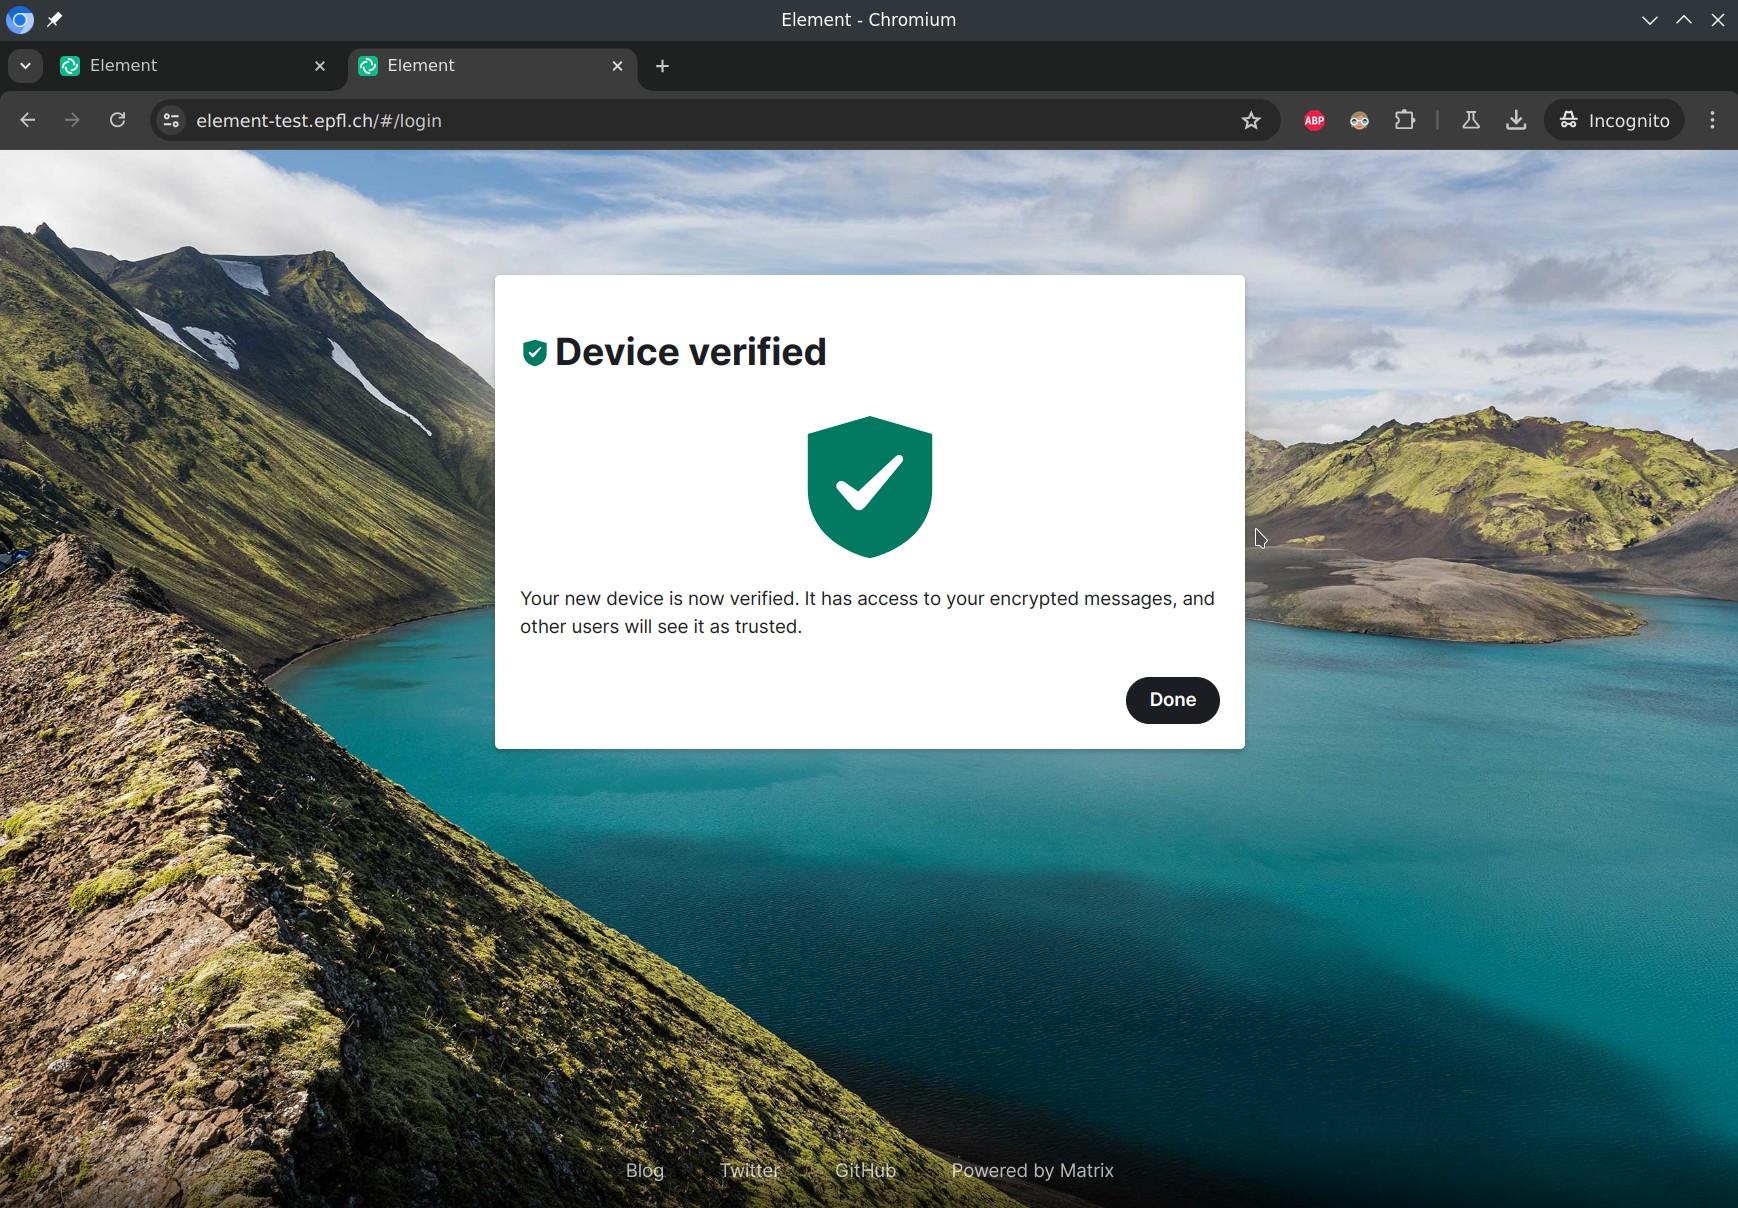 Element - Chromium
Element
Element
element-test.epfl.ch/#/login
ABP
Incognito
Device verified
Your new device is now verified. It has access to your encrypted messages, and
other users will see it as trusted.
Done
Blog Twitter GitHub Powered by Matrix